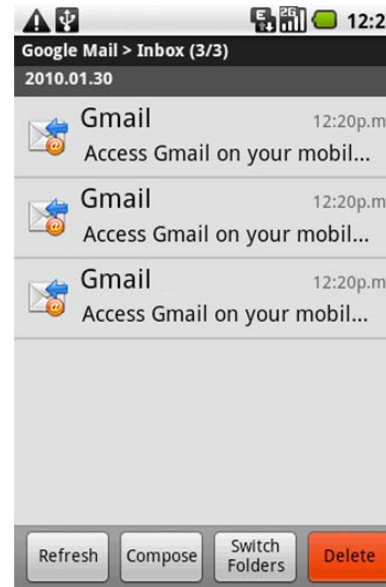 12:2
Google Mail > Inbox (3/3)
2010.01.30
Gmail 12:20p.m
Access Gmail on your mobil...
Gmail 12:20p.m
Access Gmail on your mobil...
Gmail 12:20p.m
Access Gmail on your mobil...
Refresh Compose Switch Folders Delete